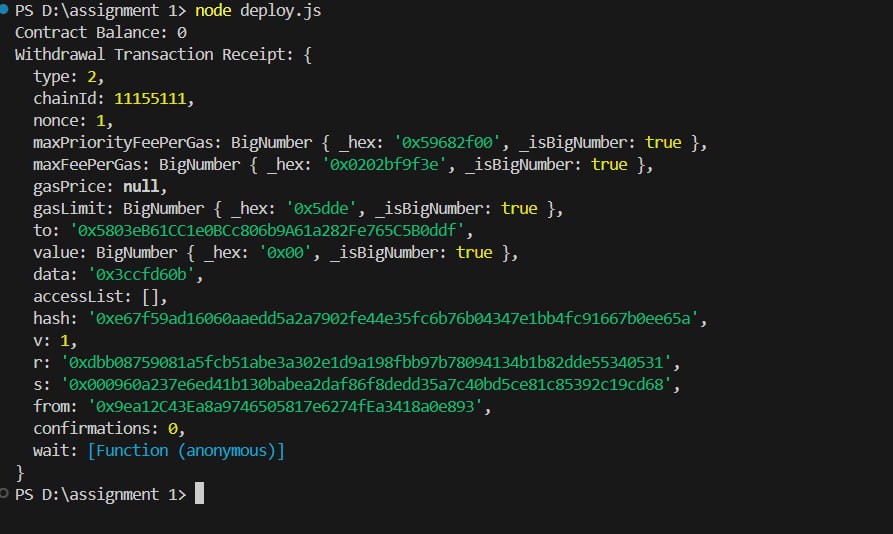 PS D:\assignment 1> node deploy.js
Contract Balance: 0
Withdrawal Transaction Receipt: {
  type: 2,
  chainId: 11155111,
  nonce: 1,
  maxPriorityFeePerGas: BigNumber { _hex: '0x59682f00', _isBigNumber: true },
  maxFeePerGas: BigNumber { _hex: '0x0202bf9f3e', _isBigNumber: true },
  gasPrice: null,
  gasLimit: BigNumber { _hex: '0x5dde', _isBigNumber: true },
  to: '0x5803eB61CC1e0BCc806b9A61a282Fe765C5B0ddf',
  value: BigNumber { _hex: '0x00', _isBigNumber: true },
  data: '0x3ccfd60b',
  accessList: [],
  hash: '0xe67f59ad16060aaedd5a2a7902fe44e35fc6b76b04347e1bb4fc91667b0ee65a',
  v: 1,
  r: '0xdbb08759081a5fcb51abe3a302e1d9a198fbb97b78094134b1b82dde55340531',
  s: '0x000960a237e6ed41b130babea2daf86f8dedd35a7c40bd5ce81c85392c19cd68',
  from: '0x9ea12C43Ea8a9746505817e6274fEa3418a0e893',
  confirmations: 0,
  wait: [Function (anonymous)]
}
PS D:\assignment 1>